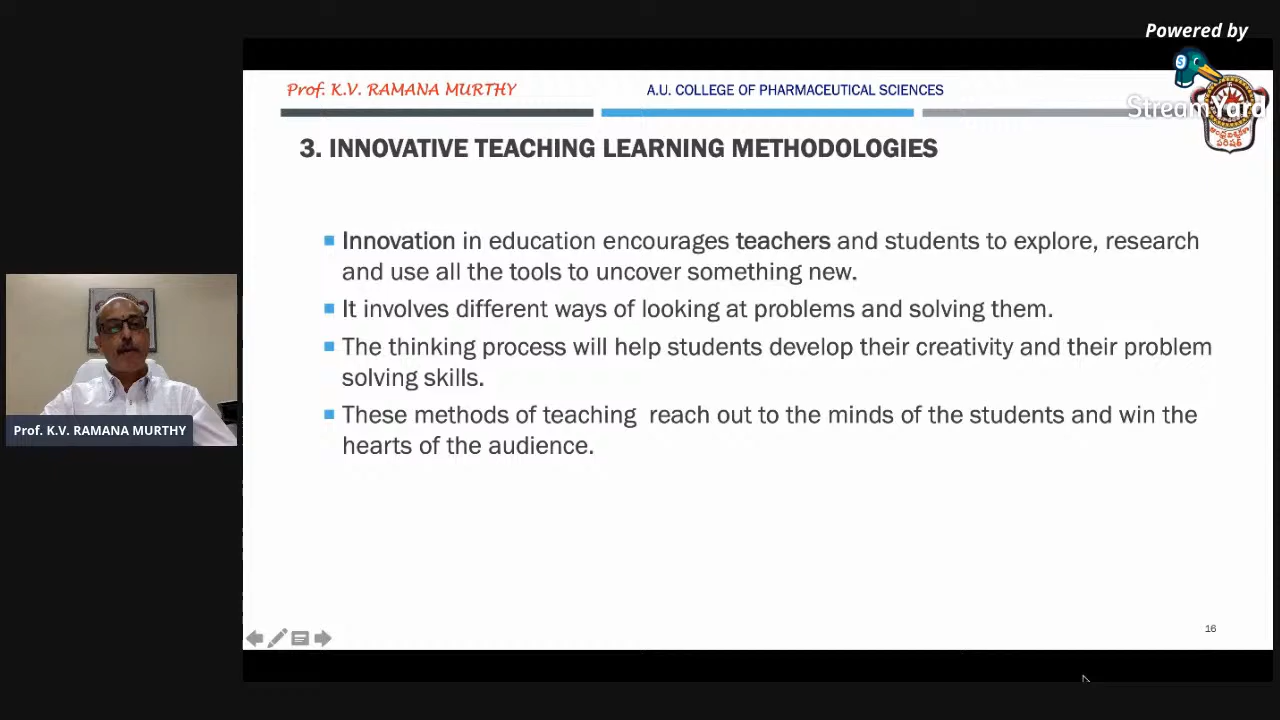 Powered by
StreamYard
Prof. K.V. RAMANA MURTHY
A.U. COLLEGE OF PHARMACEUTICAL SCIENCES
3. INNOVATIVE TEACHING LEARNING METHODOLOGIES
Innovation in education encourages teachers and students to explore, research
and use all the tools to uncover something new.
It involves different ways of looking at problems and solving them.
The thinking process will help students develop their creativity and their problem
solving skills.
These methods of teaching reach out to the minds of the students and win the
hearts of the audience.
Prof. K.V. RAMANA MURTHY
16